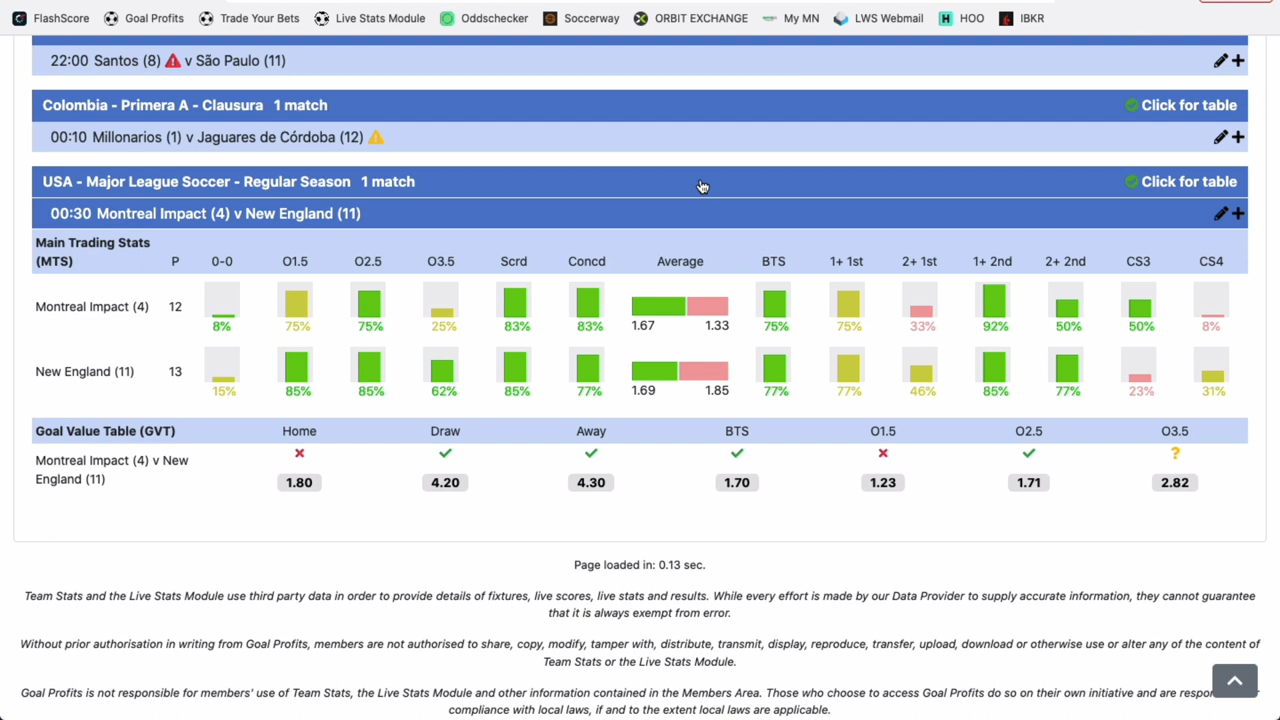 FlashScore Goal Profits Trade Your Bets Live Stats Module Oddschecker Soccerway ORBIT EXCHANGE My MN LWS Webmail HOO IBKR
22:00 Santos (8) v São Paulo (11)
Colombia - Primera A - Clausura 1 match Click for table
00:10 Millonarios (1) v Jaguares de Córdoba (12)
USA - Major League Soccer - Regular Season 1 match Click for table
00:30 Montreal Impact (4) v New England (11)
Main Trading Stats
(MTS) P 0-0 O1.5 O2.5 O3.5 Scrd Concd Average BTS 1+ 1st 2+ 1st 1+ 2nd 2+ 2nd CS3 CS4
Montreal Impact (4) 12
8% 75% 75% 25% 83% 83% 1.67 1.33 75% 75% 33% 92% 50% 50% 8%
New England (11) 13
15% 85% 85% 62% 85% 77% 1.69 1.85 77% 77% 46% 85% 77% 23% 31%
Goal Value Table (GVT) Home Draw Away BTS O1.5 O2.5 O3.5
Montreal Impact (4) v New
England (11)
1.80 4.20 4.30 1.70 1.23 1.71 2.82
Page loaded in: 0.13 sec.
Team Stats and the Live Stats Module use third party data in order to provide details of fixtures, live scores, live stats and results. While every effort is made by our Data Provider to supply accurate information, they cannot guarantee
that it is always exempt from error.
Without prior authorisation in writing from Goal Profits, members are not authorised to share, copy, modify, tamper with, distribute, transmit, display, reproduce, transfer, upload, download or otherwise use or alter any of the content of
Team Stats or the Live Stats Module.
Goal Profits is not responsible for members' use of Team Stats, the Live Stats Module and other information contained in the Members Area. Those who choose to access Goal Profits do so on their own initiative and are
compliance with local laws, if and to the extent local laws are applicable.